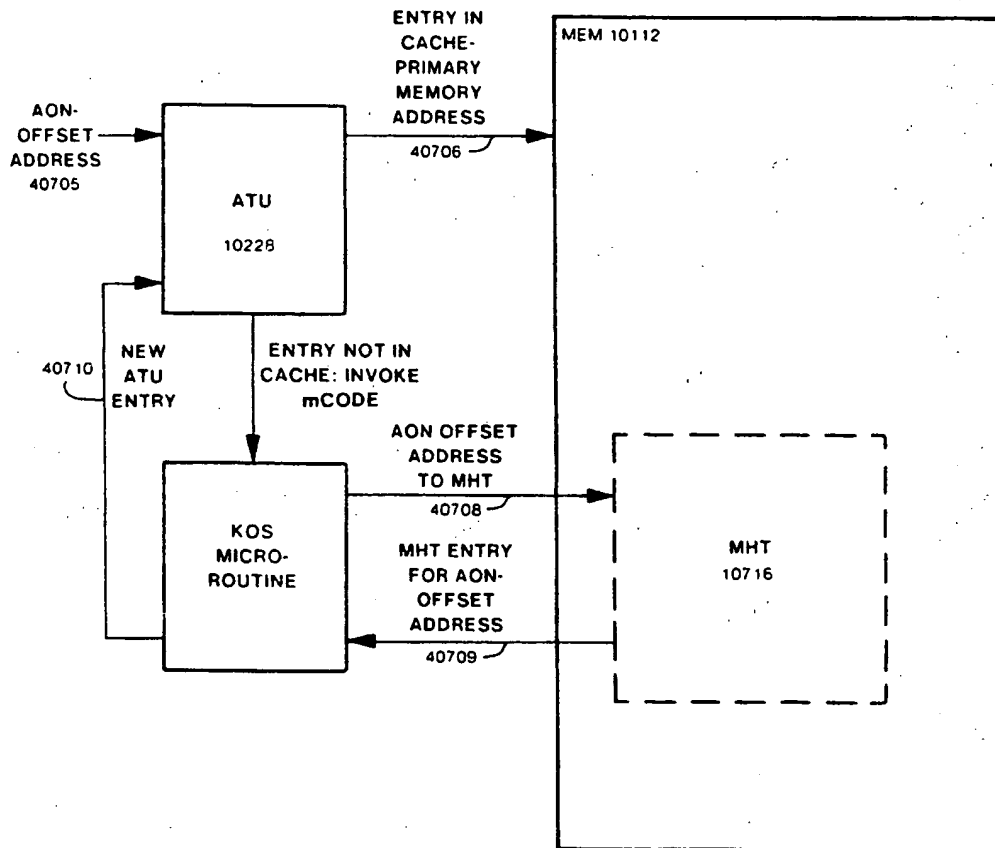 ENTRY IN
CACHE-
PRIMARY
MEMORY
ADDRESS
40706
MEM 10112
AON-
OFFSET
ADDRESS
40705
ATU
10228
40710
NEW
ATU
ENTRY
ENTRY NOT IN
CACHE: INVOKE
mCODE
AON OFFSET
ADDRESS
TO MHT
40708
KOS
MICRO-
ROUTINE
MHT ENTRY
FOR AON-
OFFSET
ADDRESS
40709
MHT
10716